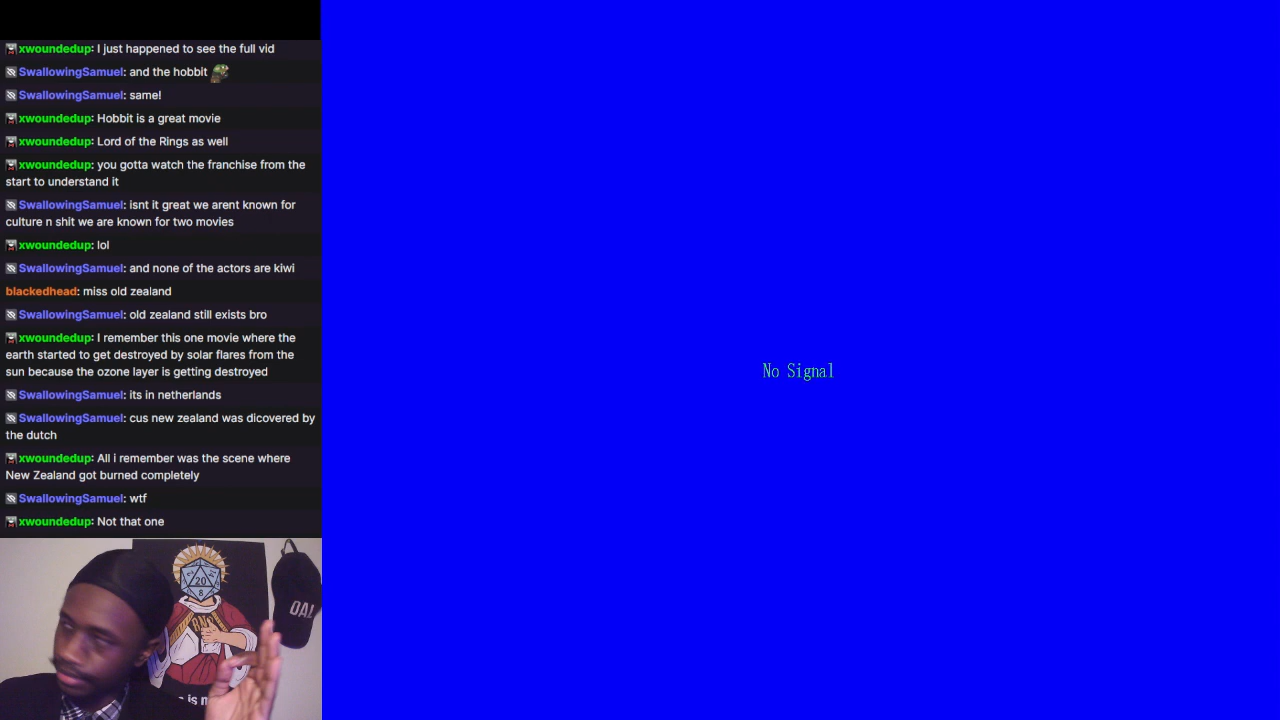 xwoundedup: I just happened to see the full vid
SwallowingSamuel: and the hobbit
SwallowingSamuel: same!
xwoundedup: Hobbit is a great movie
xwoundedup: Lord of the Rings as well
xwoundedup: you gotta watch the franchise from the
start to understand it
SwallowingSamuel: isnt it great we arent known for
culture n shit we are known for two movies
xwoundedup: lol
SwallowingSamuel: and none of the actors are kiwi
blackedhead: miss old zealand
SwallowingSamuel: old zealand still exists bro
xwoundedup: I remember this one movie where the
earth started to get destroyed by solar flares from the
sun because the ozone layer is getting destroyed
SwallowingSamuel: its in netherlands
SwallowingSamuel: cus new zealand was dicovered by
the dutch
xwoundedup: All i remember was the scene where
New Zealand got burned completely
SwallowingSamuel: wtf
xwoundedup: Not that one
No Signal
20
8